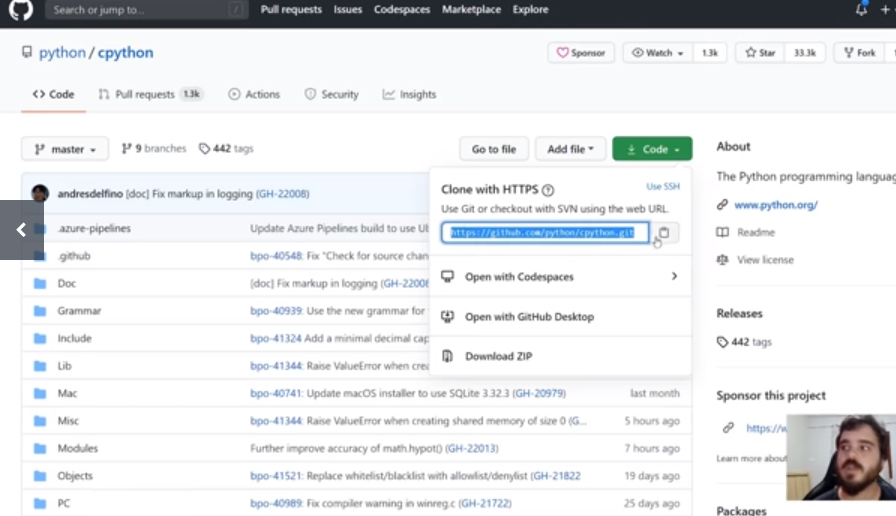 Search or jump to... /
Pull requests Issues Codespaces Marketplace Explore
python / cpython
Sponsor Watch 1.3k Star 33.3k Fork
Code Pull requests 1.3k Actions Security Insights
master 9 branches 442 tags Go to file Add file Code
andresdelfino [doc] Fix markup in logging (GH-22008)
.azure-pipelines Update Azure Pipelines build to use Ub
.github bpo-40548: Fix "Check for source chan
Doc [doc] Fix markup in logging (GH-22008
Grammar bpo-40939: Use the new grammar for
Include bpo-41324 Add a minimal decimal cap
Lib bpo-41344: Raise ValueError when crea
Mac bpo-40741: Update macOS installer to use SQLite 3.32.3 (GH-20979) last month
Misc bpo-41344: Raise ValueError when creating shared memory of size 0 (G... 5 hours ago
Modules Further improve accuracy of math.hypot() (GH-22013) 7 hours ago
Objects bpo-41521: Replace whitelist/blacklist with allowlist/denylist (GH-21822 19 days ago
PC bpo-40989: Fix compiler warning in winreg.c (GH-21722) 25 days ago
Clone with HTTPS ? Use SSH
Use Git or checkout with SVN using the web URL.
https://github.com/python/cpython.git
Open with Codespaces
Open with GitHub Desktop
Download ZIP
About
The Python programming languag
www.python.org/
Readme
View license
Releases
442 tags
Sponsor this project
https://w
Learn more about
Packages